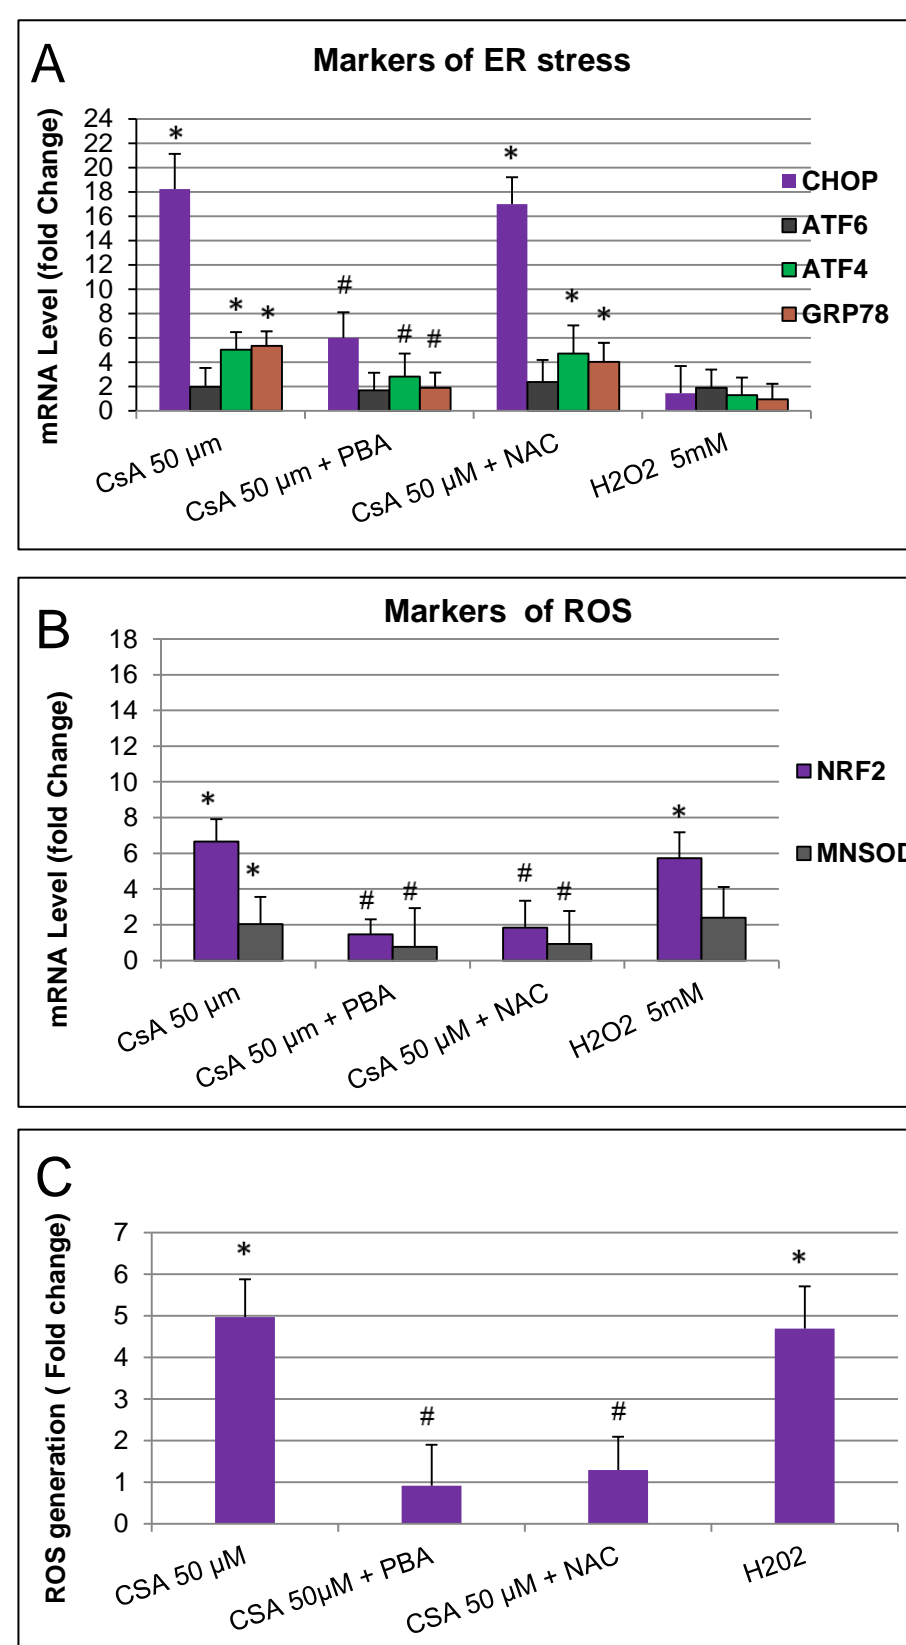 A
Markers of ER stress
mRNA Level (fold Change)
24
22
20
18
16
14
12
10
8
6
4
2
0
*
* *
#
# #
*
* *
CHOP
ATF6
ATF4
GRP78
CsA 50 µm
CsA 50 µm + PBA
CsA 50 µM + NAC
H2O2 5mM
B
Markers of ROS
mRNA Level (fold Change)
18
16
14
12
10
8
6
4
2
0
*
*
# #
# #
*
NRF2
MNSOD
CsA 50 µm
CsA 50 µm + PBA
CsA 50 µM + NAC
H2O2 5mM
C
ROS generation ( Fold change)
7
6
5
4
3
2
1
0
*
#
#
*
CSA 50 µM
CSA 50µM + PBA
CSA 50 µM + NAC
H202